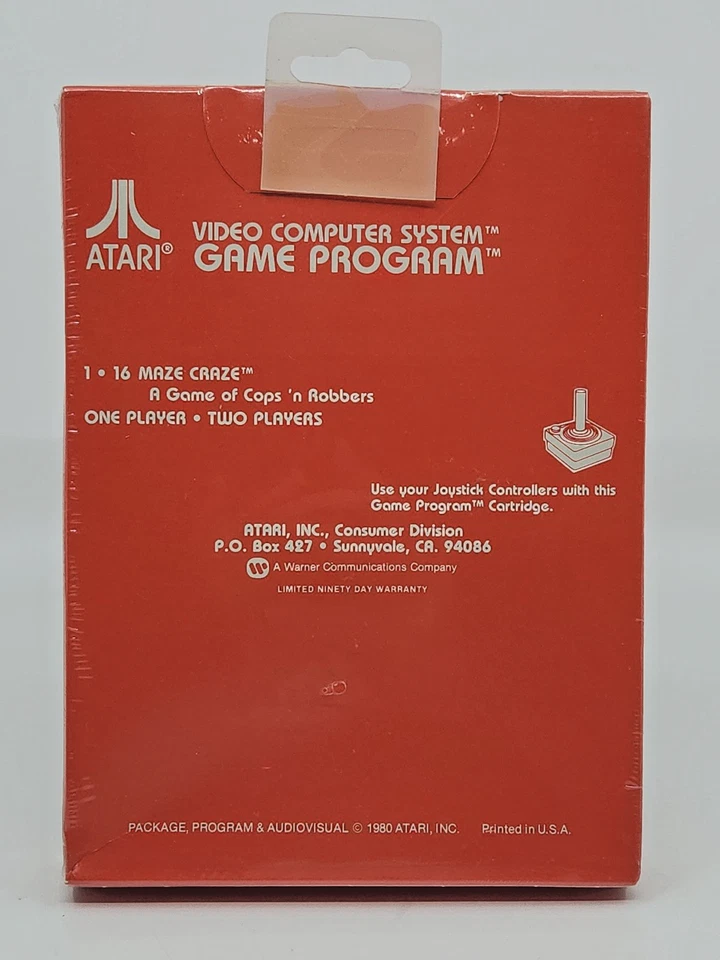 VIDEO COMPUTER SYSTEM™
ATARI® GAME PROGRAM™
1 • 16 MAZE CRAZE™
A Game of Cops 'n Robbers
ONE PLAYER • TWO PLAYERS
Use your Joystick Controllers with this
Game Program™ Cartridge.
ATARI, INC., Consumer Division
P.O. Box 427 • Sunnyvale, CA. 94086
A Warner Communications Company
LIMITED NINETY DAY WARRANTY
PACKAGE, PROGRAM & AUDIOVISUAL © 1980 ATARI, INC. Printed in U.S.A.